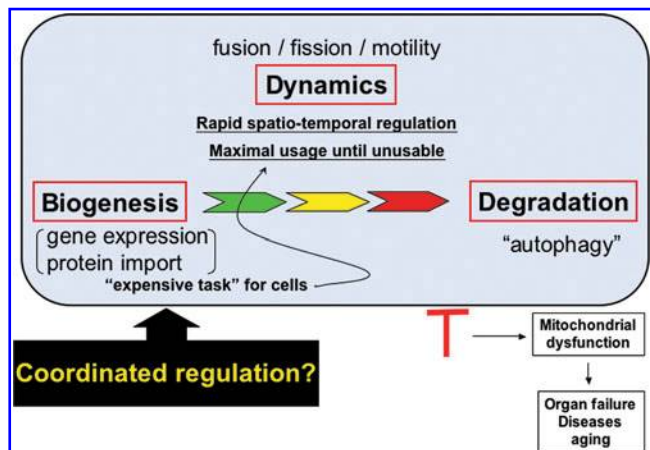 fusion / fission / motility
Dynamics
Rapid spatio-temporal regulation
Maximal usage until unusable
Biogenesis
gene expression
protein import
"expensive task" for cells
Degradation
"autophagy"
Coordinated regulation?
Mitochondrial
dysfunction
Organ failure
Diseases
aging